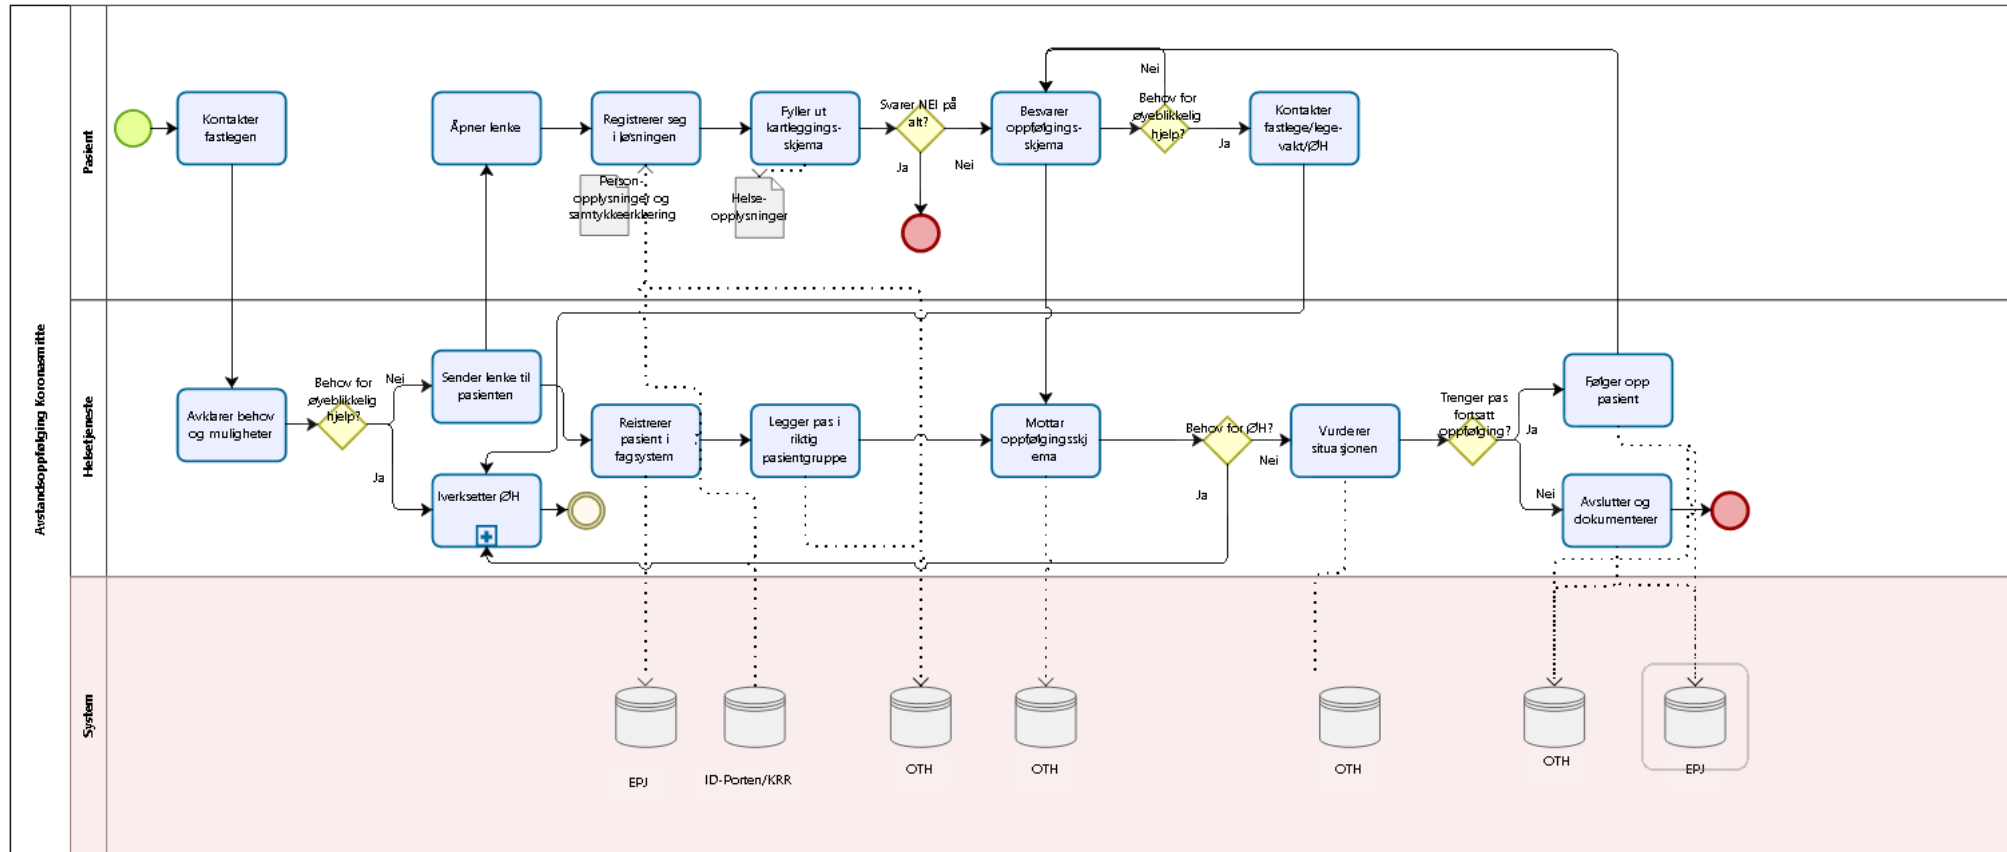 Avstandsoppfølging Koronasmitte
Pasient
Kontakter
fastlegen
Åpner lenke
Registrerer seg
i løsningen
Fyller ut
kartleggings-
skjema
Svarer NEI på
alt?
Ja
Nei
Besvarer
oppfølgings-
skjema
Nei
Behov for
øyeblikkelig
hjelp?
Ja
Kontakter
fastlege/lege-
vakt/ØH
Person-
opplysninger og
samtykkeerklæring
Helse-
opplysninger
Helsetjeneste
Avklarer behov
og muligheter
Behov for
øyeblikkelig
hjelp?
Nei
Ja
Sender lenke til
pasienten
Iverksetter ØH
Reistrerer
pasient i
fagsystem
Legger pas i
riktig
pasientgruppe
Mottar
oppfølgingsskj
ema
Behov for ØH?
Nei
Ja
Vurderer
situasjonen
Trenger pas
fortsatt
oppfølging?
Ja
Nei
Følger opp
pasient
Avslutter og
dokumenterer
System
EPJ
ID-Porten/KRR
OTH
OTH
OTH
OTH
EPJ